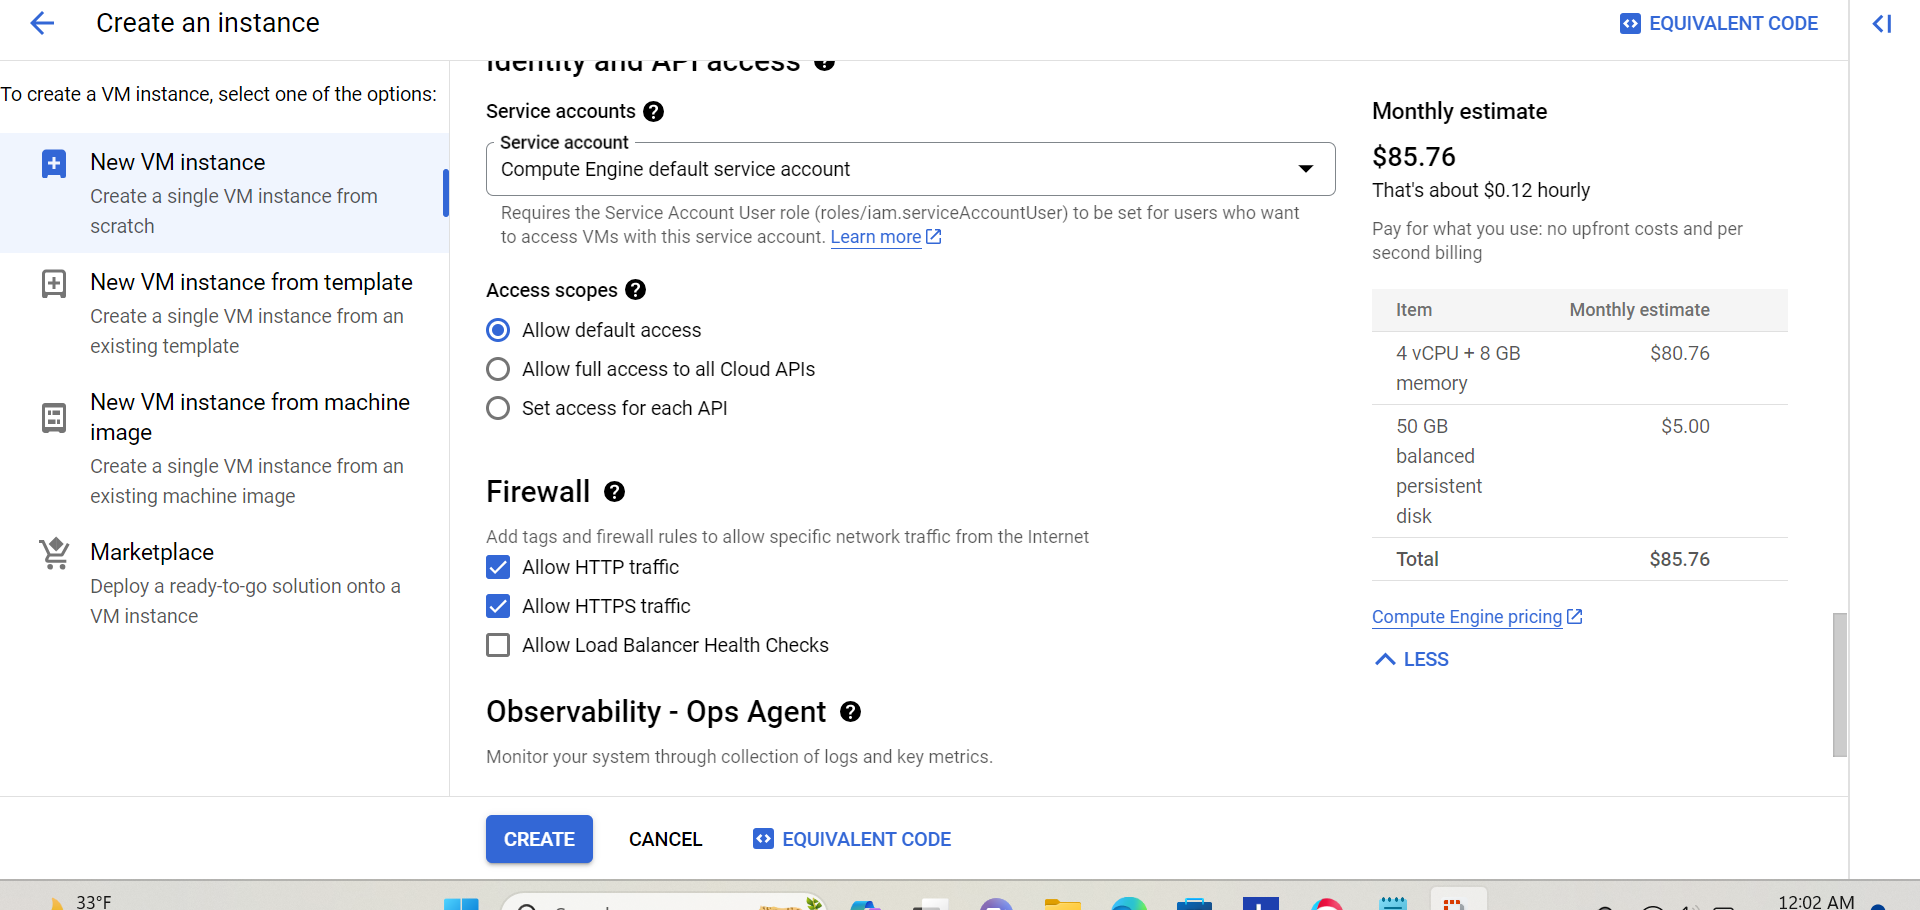 Create an instance
EQUIVALENT CODE
To create a VM instance, select one of the options:
New VM instance
Create a single VM instance from
scratch
New VM instance from template
Create a single VM instance from an
existing template
New VM instance from machine
image
Create a single VM instance from an
existing machine image
Marketplace
Deploy a ready-to-go solution onto a
VM instance
Identity and API access
Service accounts
Service account
Compute Engine default service account
Requires the Service Account User role (roles/iam.serviceAccountUser) to be set for users who want
to access VMs with this service account. Learn more
Access scopes
Allow default access
Allow full access to all Cloud APIs
Set access for each API
Firewall
Add tags and firewall rules to allow specific network traffic from the Internet
Allow HTTP traffic
Allow HTTPS traffic
Allow Load Balancer Health Checks
Observability - Ops Agent
Monitor your system through collection of logs and key metrics.
Monthly estimate
$85.76
That's about $0.12 hourly
Pay for what you use: no upfront costs and per
second billing
Item Monthly estimate
4 vCPU + 8 GB $80.76
memory
50 GB $5.00
balanced
persistent
disk
Total $85.76
Compute Engine pricing
LESS
CREATE CANCEL EQUIVALENT CODE
33°F
12:02 AM